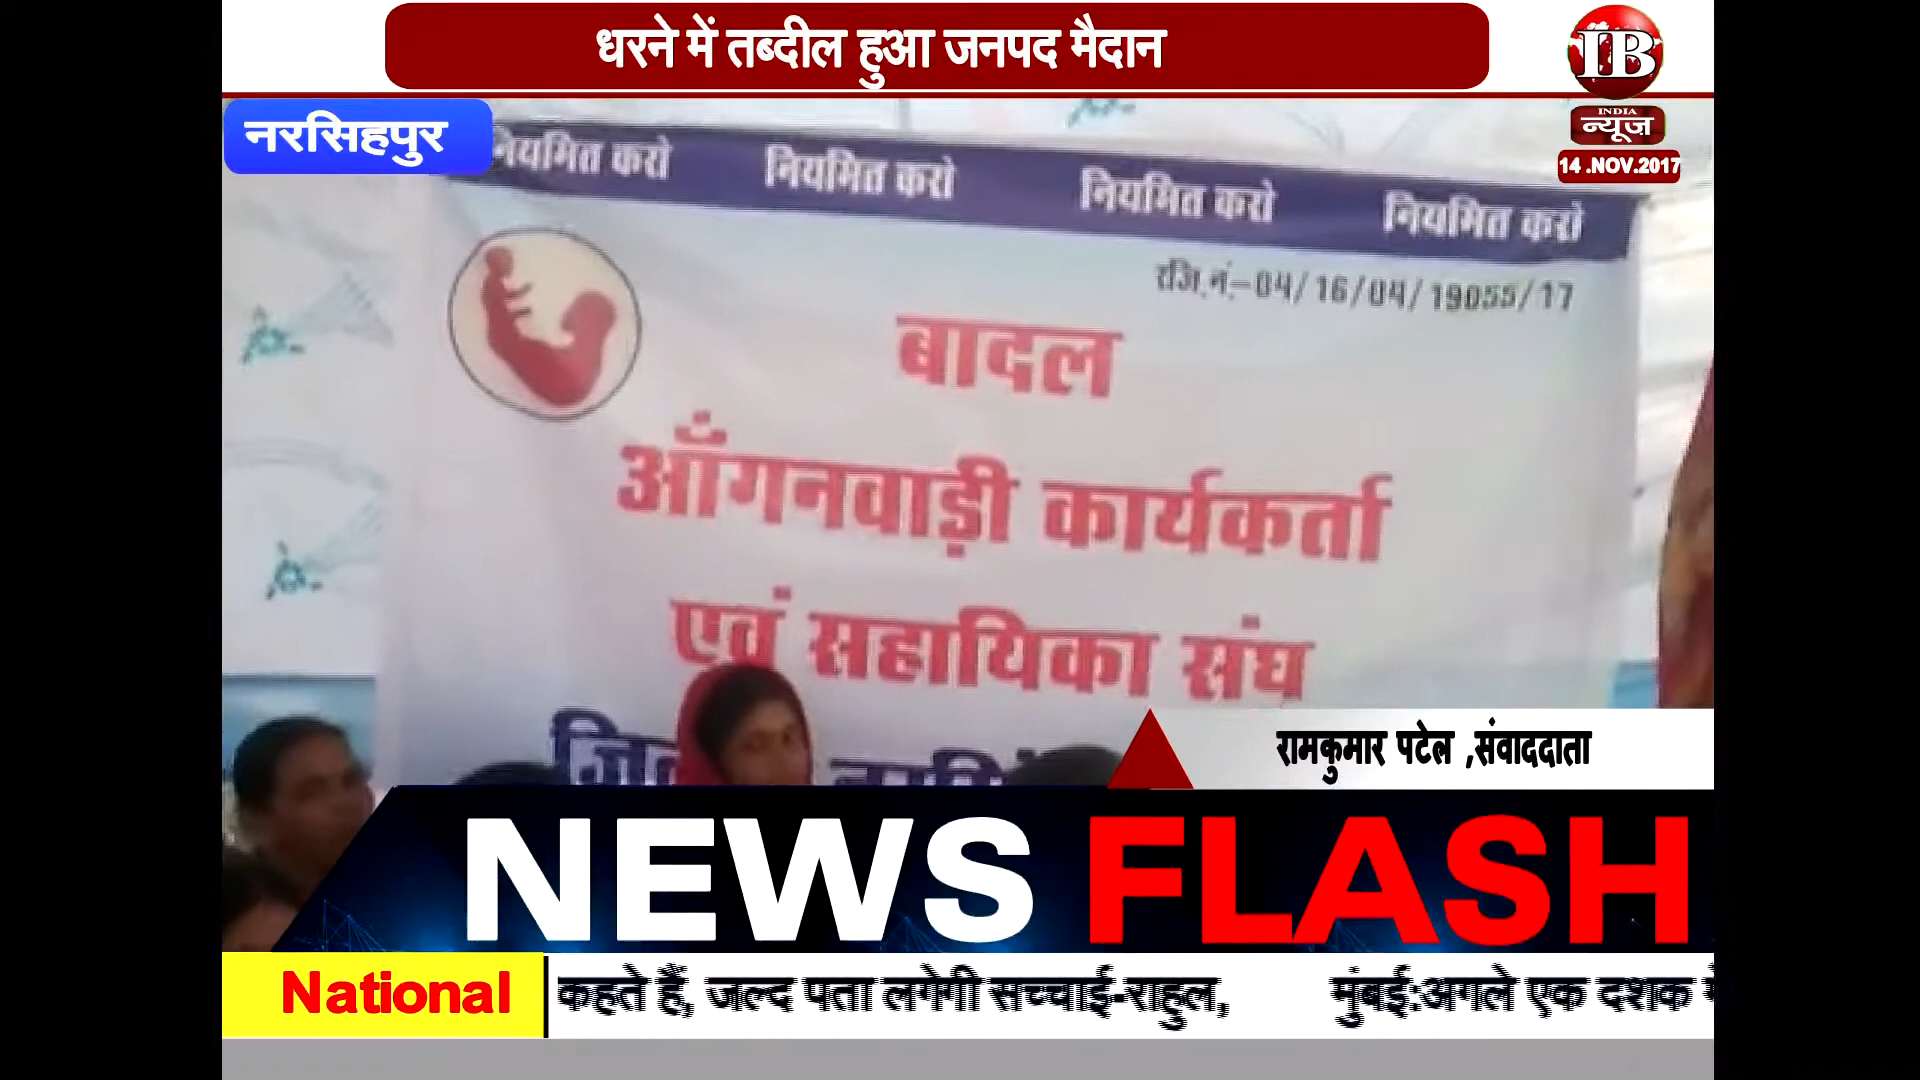 धरने में तब्दील हुआ जनपद मैदान
IB
INDIA
न्यूज़
14 .NOV.2017
नरसिहपुर
नियमित करो नियमित करो नियमित करो नियमित करो
रजि.नं.-04/16/04/19055/17
बादल
आँगनवाड़ी कार्यकर्ता
एवं सहायिका संघ
रामकुमार पटेल ,संवाददाता
NEWS FLASH
National
कहते हैं, जल्द पता लगेगी सच्चाई-राहुल, मुंबई:अगले एक दशक